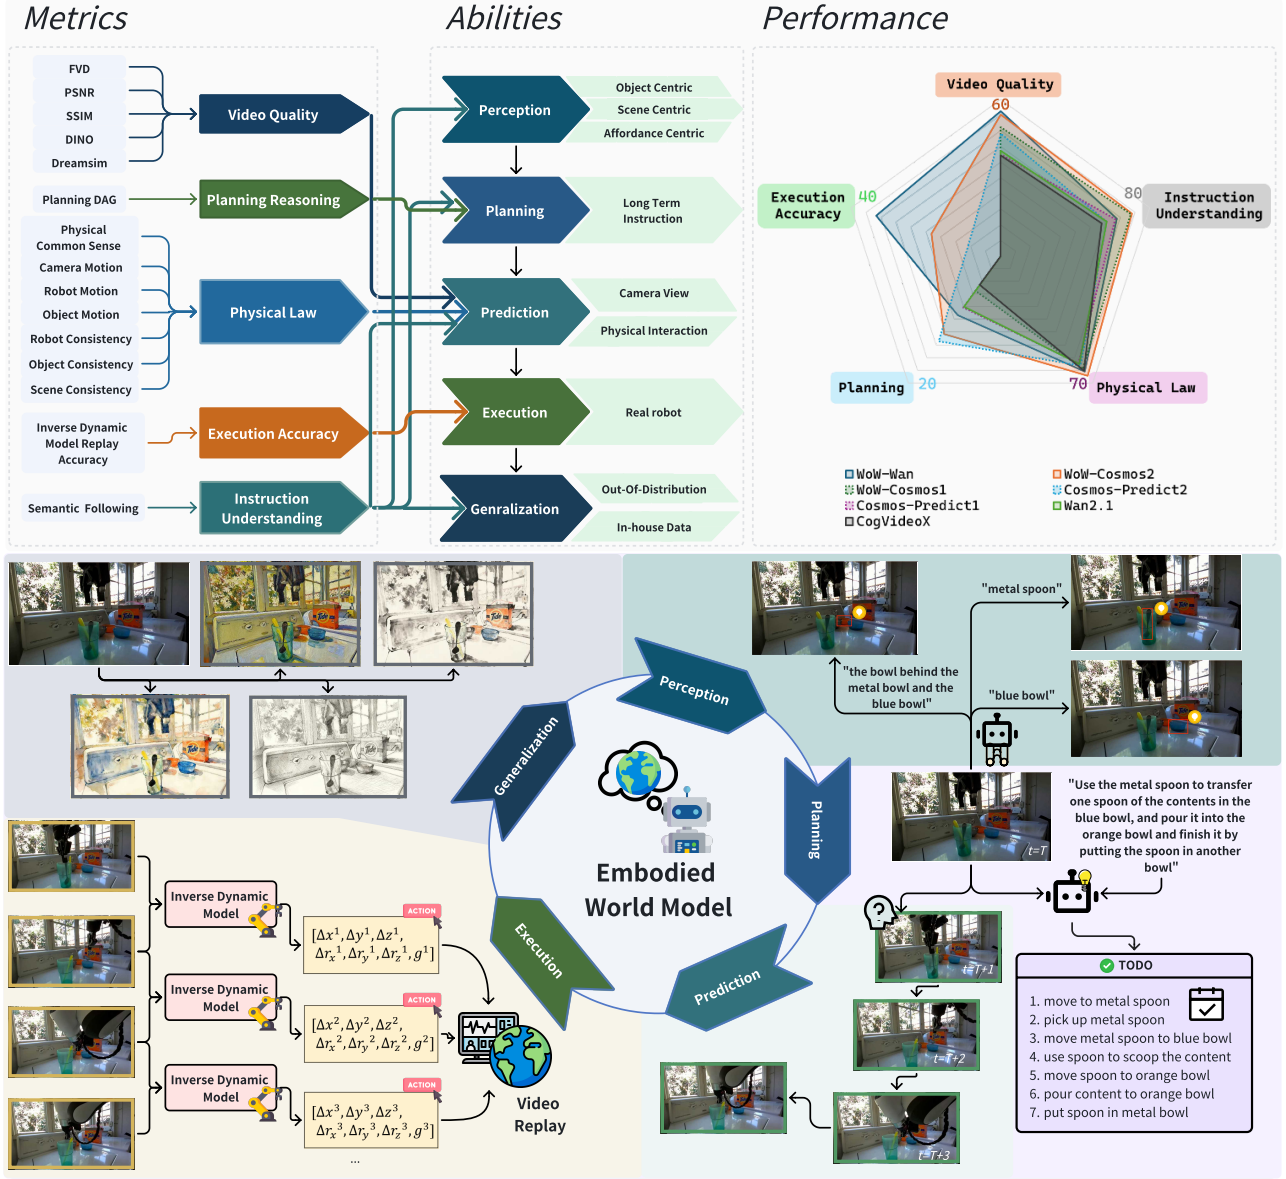 Metrics
Abilities
Performance
FVD
PSNR
SSIM
DINO
Dreamsim
Planning DAG
Physical
Common Sense
Camera Motion
Robot Motion
Object Motion
Robot Consistency
Object Consistency
Scene Consistency
Inverse Dynamic
Model Replay
Accuracy
Semantic Following
Video Quality
Planning Reasoning
Physical Law
Execution Accuracy
Instruction
Understanding
Perception
Planning
Prediction
Execution
Genralization
Object Centric
Scene Centric
Affordance Centric
Long Term
Instruction
Camera View
Physical Interaction
Real robot
Out-Of-Distribution
In-house Data
Video Quality
60
Execution
Accuracy
40
80
Instruction
Understanding
Planning
20
70
Physical Law
WoW-Wan
WoW-Cosmos2
WoW-Cosmos1
Cosmos-Predict2
Cosmos-Predict1
Wan2.1
CogVideoX
Tide
Tide
Tide
Perception
Planning
Prediction
Execution
Generalization
Embodied
World Model
"metal spoon"
"the bowl behind the
metal bowl and the
blue bowl"
"blue bowl"
t=T
"Use the metal spoon to transfer
one spoon of the contents in the
blue bowl, and pour it into the
orange bowl and finish it by
putting the spoon in another
bowl"
?
t=T+1
t=T+2
t=T+3
TODO
1. move to metal spoon
2. pick up metal spoon
3. move metal spoon to blue bowl
4. use spoon to scoop the content
5. move spoon to orange bowl
6. pour content to orange bowl
7. put spoon in metal bowl
Inverse Dynamic
Model
ACTION
[Δx¹, Δy¹, Δz¹,
Δrₓ¹, Δr_y¹, Δr_z¹, g¹]
Inverse Dynamic
Model
ACTION
[Δx², Δy², Δz²,
Δrₓ², Δr_y², Δr_z², g²]
Inverse Dynamic
Model
ACTION
[Δx³, Δy³, Δz³,
Δrₓ³, Δr_y³, Δr_z³, g³]
...
Video
Replay